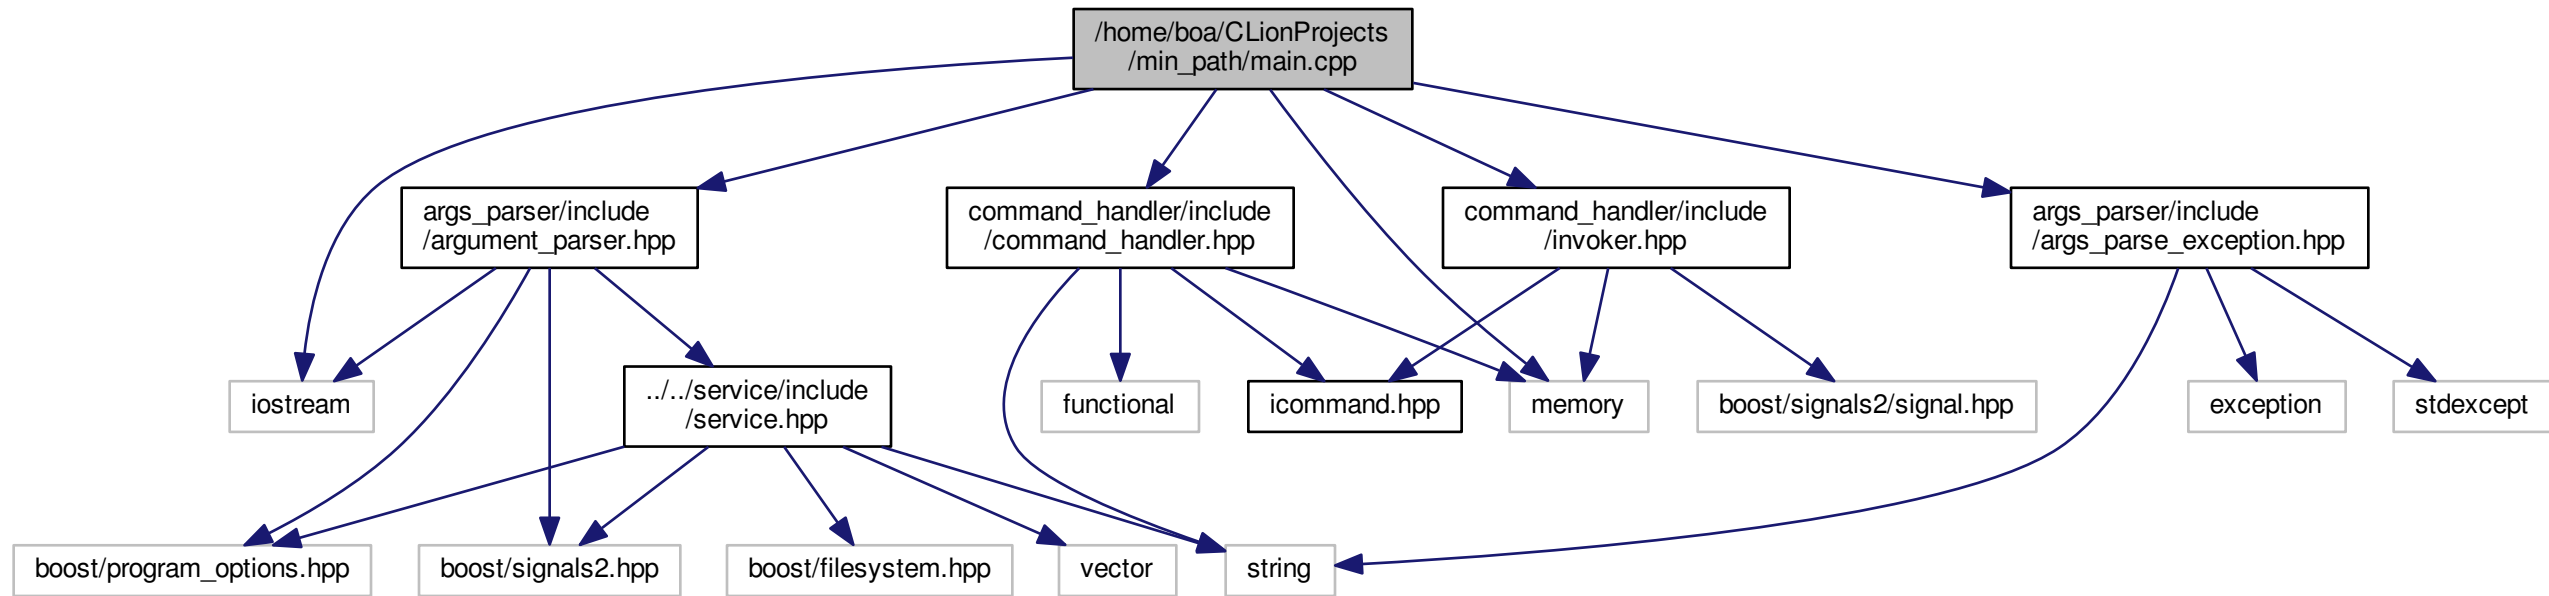 /home/boa/CLionProjects
/min_path/main.cpp
args_parser/include
/argument_parser.hpp
command_handler/include
/command_handler.hpp
command_handler/include
/invoker.hpp
args_parser/include
/args_parse_exception.hpp
iostream
../../service/include
/service.hpp
functional
icommand.hpp
memory
boost/signals2/signal.hpp
exception
stdexcept
boost/program_options.hpp
boost/signals2.hpp
boost/filesystem.hpp
vector
string